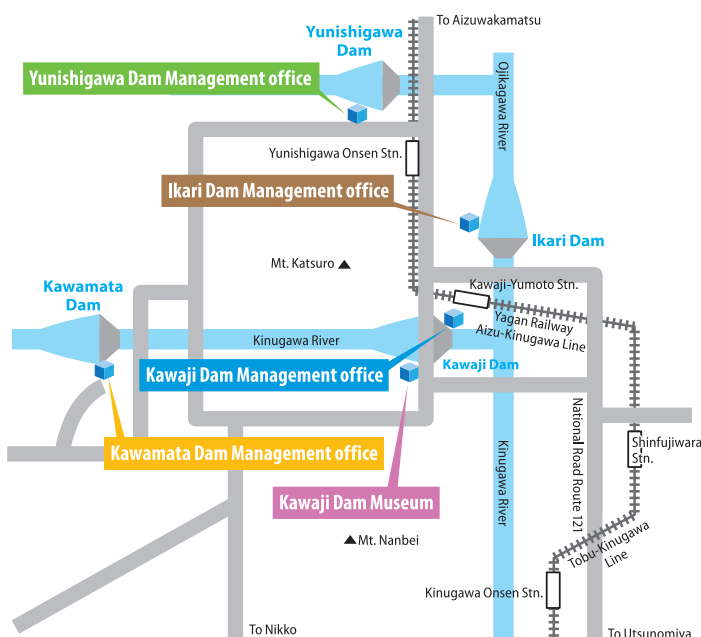 To Aizuwakamatsu
Yunishigawa
Dam
Yunishigawa Dam Management office
Ojikagawa River
Yunishigawa Onsen Stn.
Ikari Dam Management office
Ikari Dam
Mt. Katsuro
Kawaji-Yumoto Stn.
Kawamata
Dam
Yagan Railway
Aizu-Kinugawa Line
Kinugawa River
Kawaji Dam
Kawaji Dam Management office
National Road Route 121
Kawamata Dam Management office
Shinfujiwara
Stn.
Kinugawa River
Kawaji Dam Museum
Mt. Nanbei
Tobu-Kinugawa
Line
Kinugawa Onsen Stn.
To Nikko
To Utsunomiya